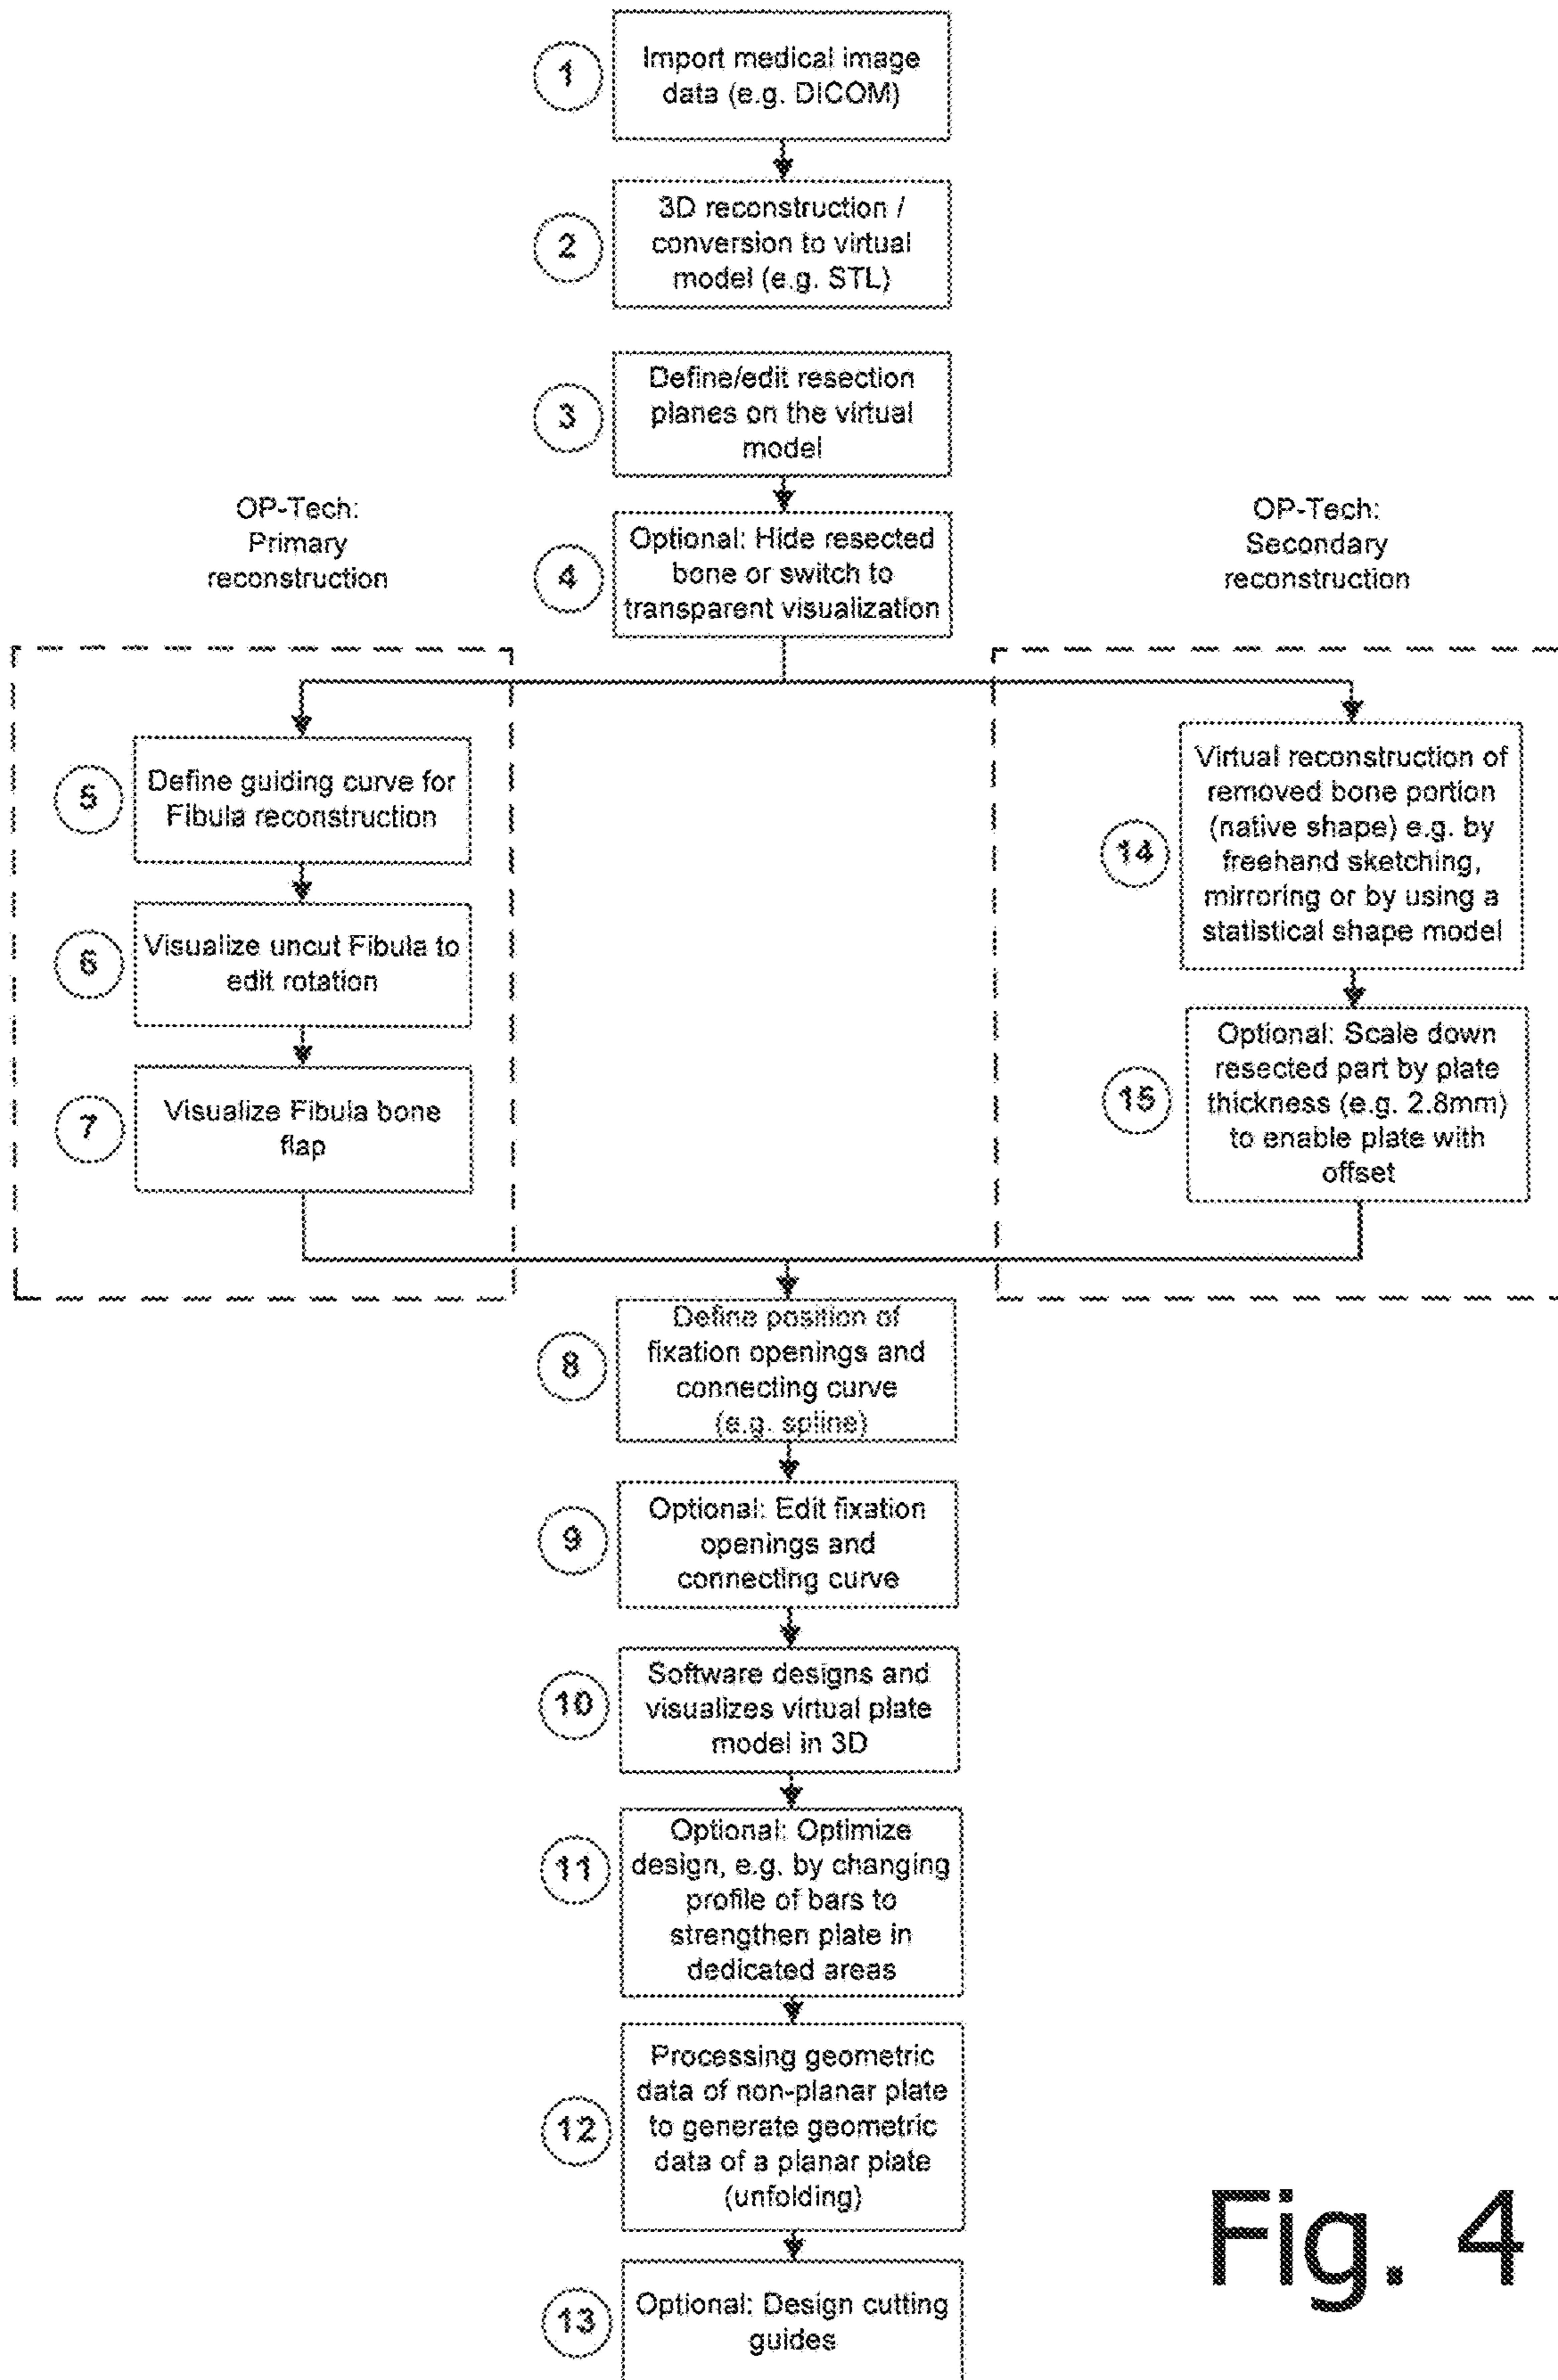 1
Import medical image
data (e.g. DICOM)
2
3D reconstruction /
conversion to virtual
model (e.g. STL)
3
Define/edit resection
planes on the virtual
model
OP-Tech:
Primary
reconstruction
4
Optional: Hide resected
bone or switch to
transparent visualization
OP-Tech:
Secondary
reconstruction
5
Define guiding curve for
Fibula reconstruction
6
Visualize uncut Fibula to
edit rotation
7
Visualize Fibula bone
flap
14
Virtual reconstruction of
removed bone portion
(native shape) e.g. by
freehand sketching,
mirroring or by using a
statistical shape model
15
Optional: Scale down
resected part by plate
thickness (e.g. 2.8mm)
to enable plate with
offset
8
Define position of
fixation openings and
connecting curve
(e.g. spline)
9
Optional: Edit fixation
openings and
connecting curve
10
Software designs and
visualizes virtual plate
model in 3D
11
Optional: Optimize
design, e.g. by changing
profile of bars to
strengthen plate in
dedicated areas
12
Processing geometric
data of non-planar plate
to generate geometric
data of a planar plate
(unfolding)
13
Optional: Design cutting
guides
Fig. 4